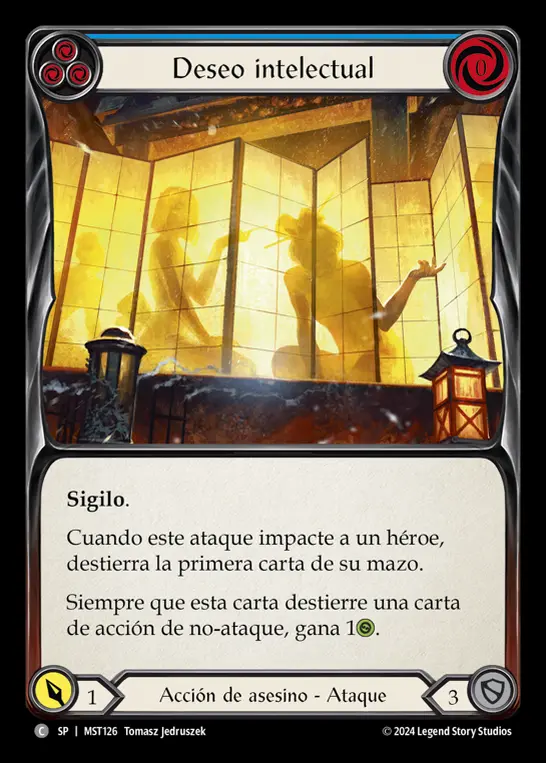 Deseo intelectual
0
Sigilo.
Cuando este ataque impacte a un héroe,
destierra la primera carta de su mazo.
Siempre que esta carta destierre una carta
de acción de no-ataque, gana 1.
1
Acción de asesino - Ataque
3
C SP | MST126 Tomasz Jedruszek
© 2024 Legend Story Studios